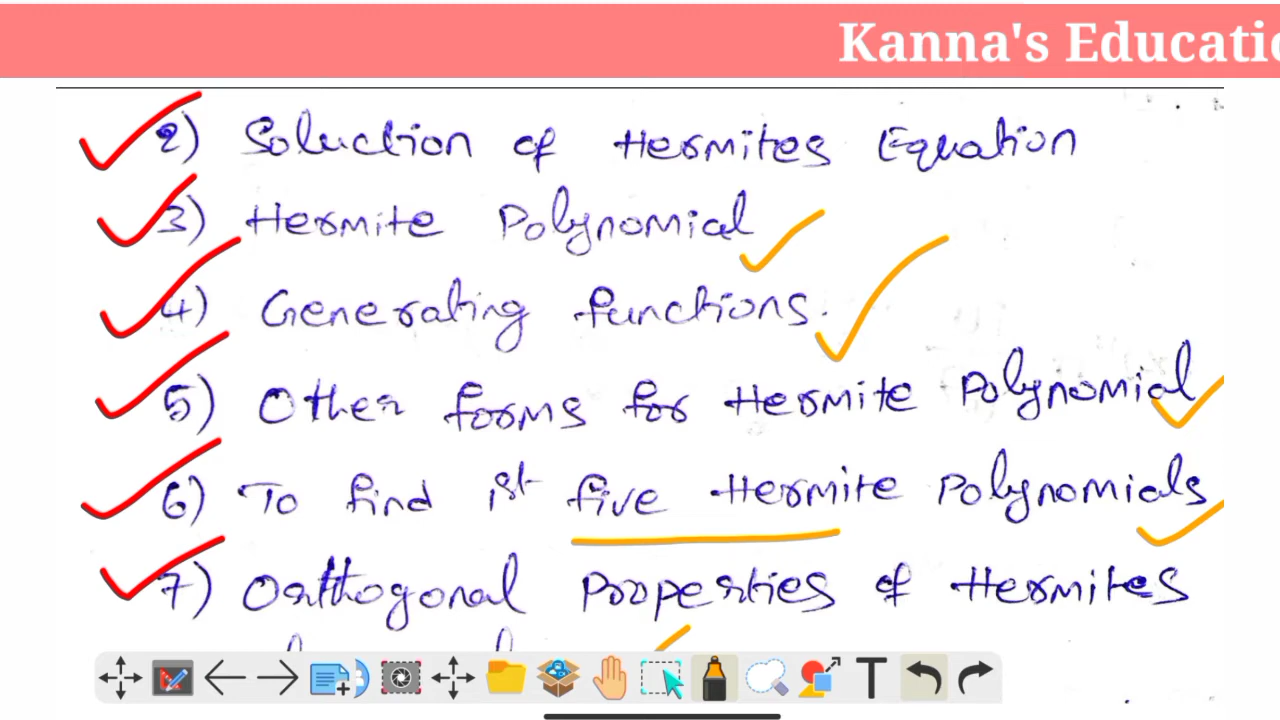 Kanna's Educatio
2) Soluction of Hermites Equation
3) Hermite Polynomial
4) Generating functions.
5) Other forms for Hermite Polynomial
6) To find 1st five Hermite Polynomials
7) Orthogonal Properties of Hermites
T